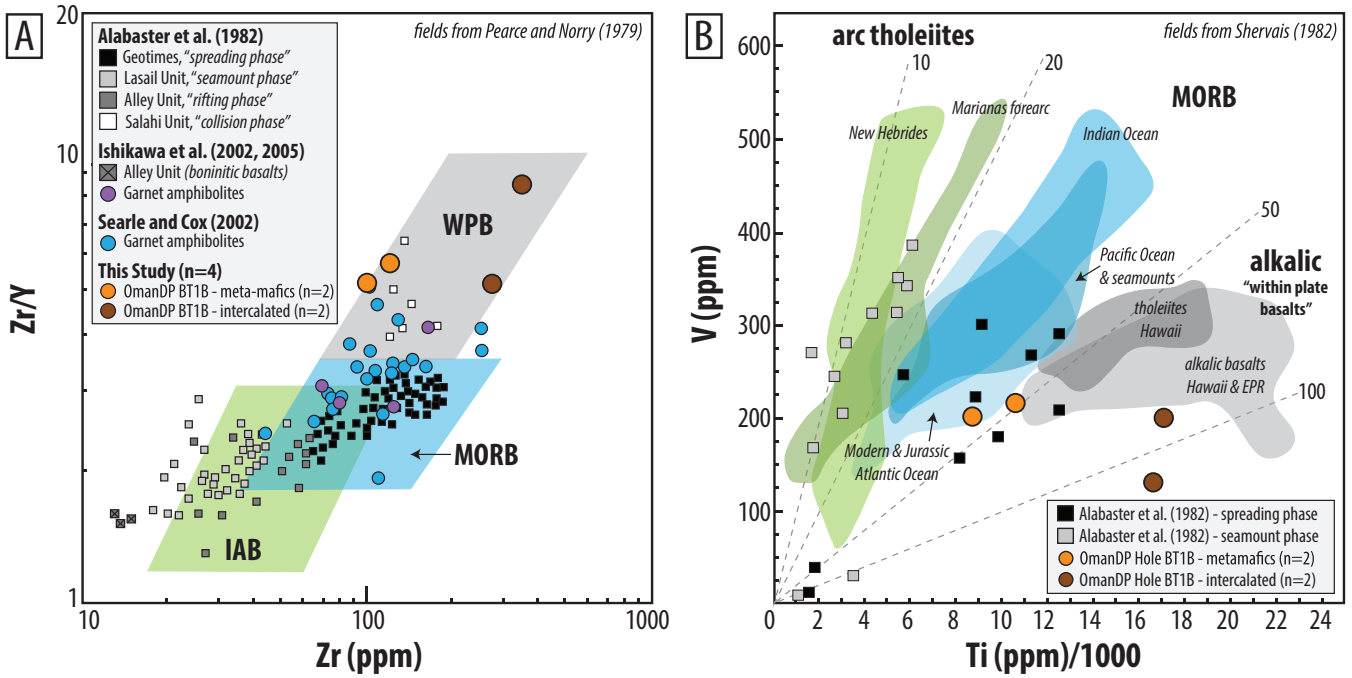 A
20
10
1
Zr/Y
10
100
1000
Zr (ppm)
fields from Pearce and Norry (1979)
Alabaster et al. (1982)
Geotimes, “spreading phase”
Lasail Unit, “seamount phase”
Alley Unit, “rifting phase”
Salahi Unit, “collision phase”
Ishikawa et al. (2002, 2005)
Alley Unit (boninitic basalts)
Garnet amphibolites
Searle and Cox (2002)
Garnet amphibolites
This Study (n=4)
OmanDP BT1B - meta-mafics (n=2)
OmanDP BT1B - intercalated (n=2)
WPB
MORB
IAB
B
arc tholeiites
fields from Shervais (1982)
10
20
MORB
New Hebrides
Marianas forearc
Indian Ocean
50
alkalic
“within plate
basalts”
Pacific Ocean
& seamounts
tholeiites
Hawaii
alkalic basalts
Hawaii & EPR
100
Modern & Jurassic
Atlantic Ocean
V (ppm)
600
500
400
300
200
100
0
Alabaster et al. (1982) - spreading phase
Alabaster et al. (1982) - seamount phase
OmanDP Hole BT1B - metamafics (n=2)
OmanDP Hole BT1B - intercalated (n=2)
0 2 4 6 8 10 12 14 16 18 20 22 24
Ti (ppm)/1000